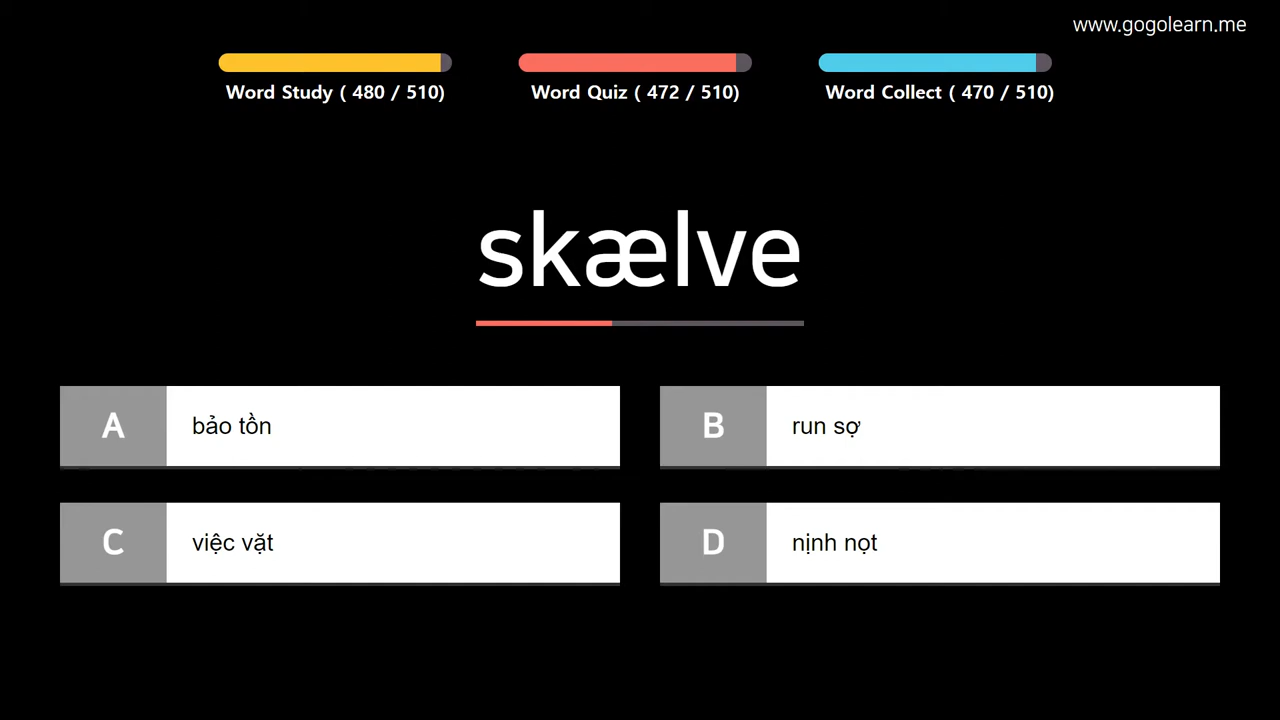 www.gogolearn.me
Word Study ( 480 / 510)
Word Quiz ( 472 / 510)
Word Collect ( 470 / 510)
skælve
A bảo tồn
B run sợ
C việc vặt
D nịnh nọt